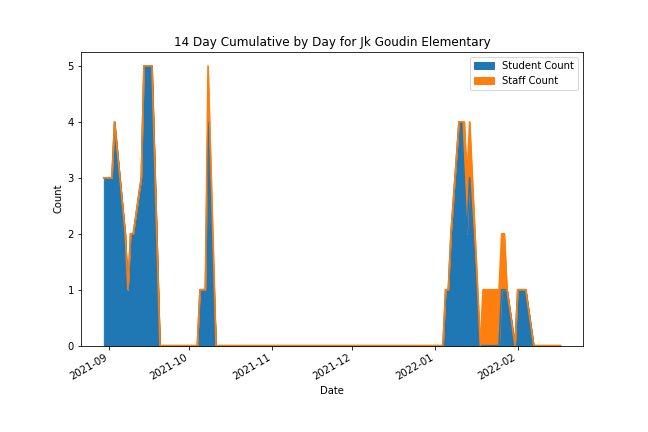 14 Day Cumulative by Day for Jk Goudin Elementary
Student Count
Staff Count
5
4
3
2
1
0
Count
2021-09
2021-10
2021-11
2021-12
2022-01
2022-02
Date